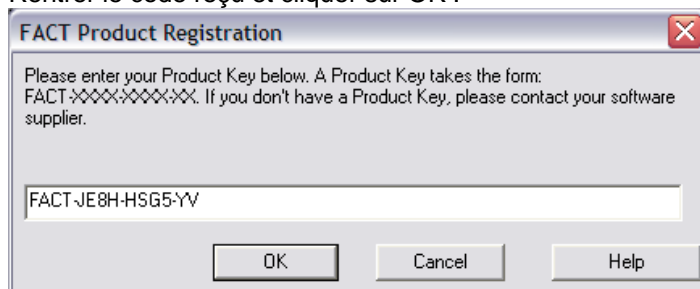 Rentrer le code reçu et cliquer sur OK :
FACT Product Registration
Please enter your Product Key below. A Product Key takes the form:
FACT-XXXX-XXXX-XX. If you don't have a Product Key, please contact your software
supplier.
FACT-JE8H-HSG5-YV
OK Cancel Help